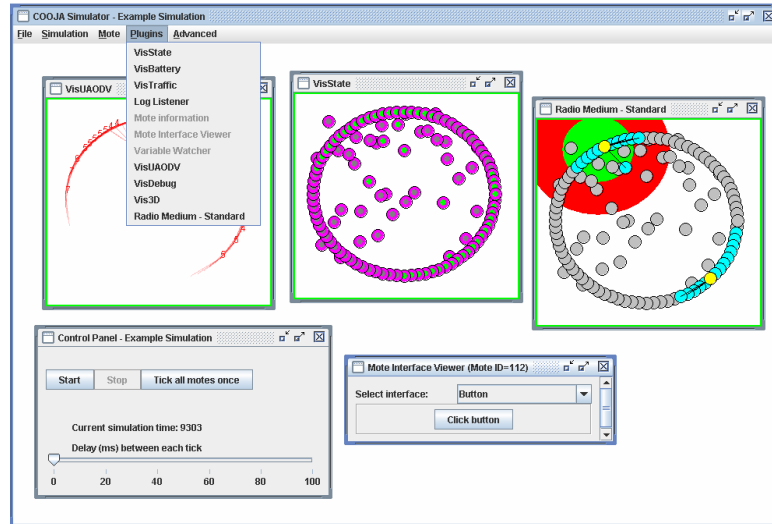 COOJA Simulator - Example Simulation
File Simulation Mote Plugins Advanced
VisState
VisBattery
VisTraffic
Log Listener
Mote information
Mote Interface Viewer
Variable Watcher
VisUAODV
VisDebug
Vis3D
Radio Medium - Standard
VisUAODV
VisState
Radio Medium - Standard
Control Panel - Example Simulation
Start Stop Tick all motes once
Current simulation time: 9303
Delay (ms) between each tick
0 20 40 60 80 100
Mote Interface Viewer (Mote ID=112)
Select interface: Button
Click button